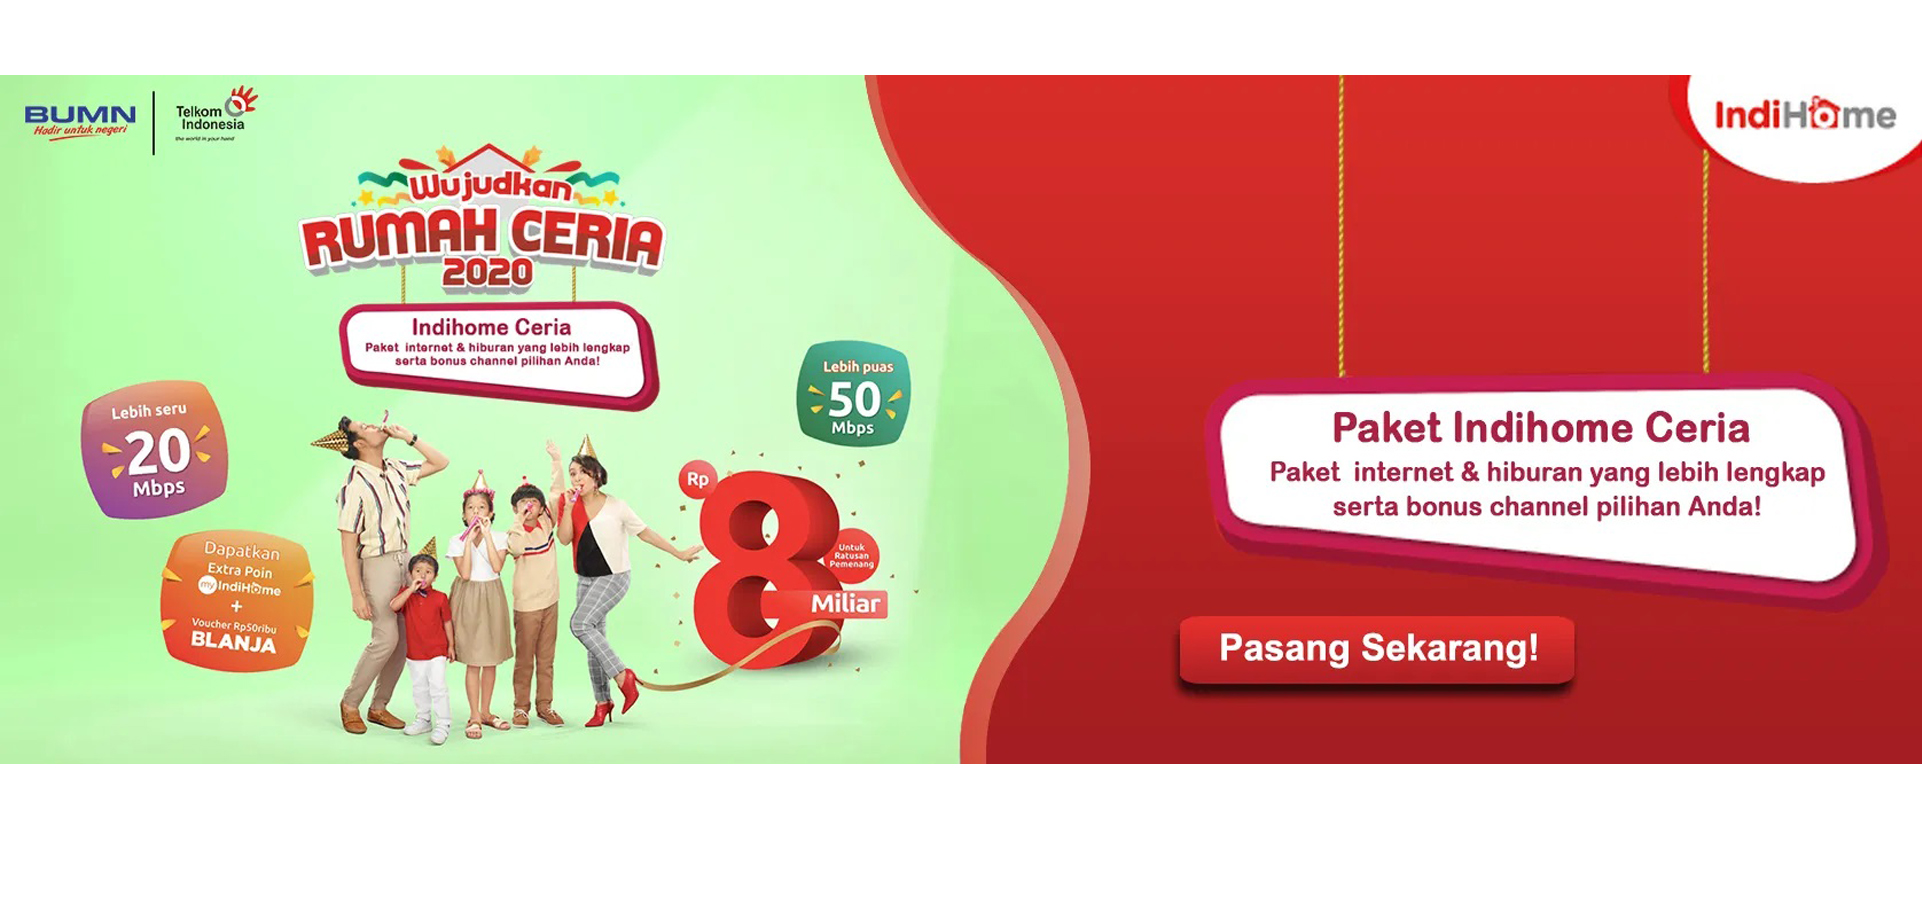 BUMN
Hadir untuk negeri
Telkom
Indonesia
the world in your hand
Wujudkan
RUMAH CERIA
2020
Indihome Ceria
Paket internet & hiburan yang lebih lengkap
serta bonus channel pilihan Anda!
Lebih seru
20
Mbps
Lebih puas
50
Mbps
Dapatkan
Extra Poin
my IndiHome
+
Voucher Rp50ribu
BLANJA
Rp
8
Untuk
Ratusan
Pemenang
Miliar
IndiHome
Paket Indihome Ceria
Paket internet & hiburan yang lebih lengkap
serta bonus channel pilihan Anda!
Pasang Sekarang!